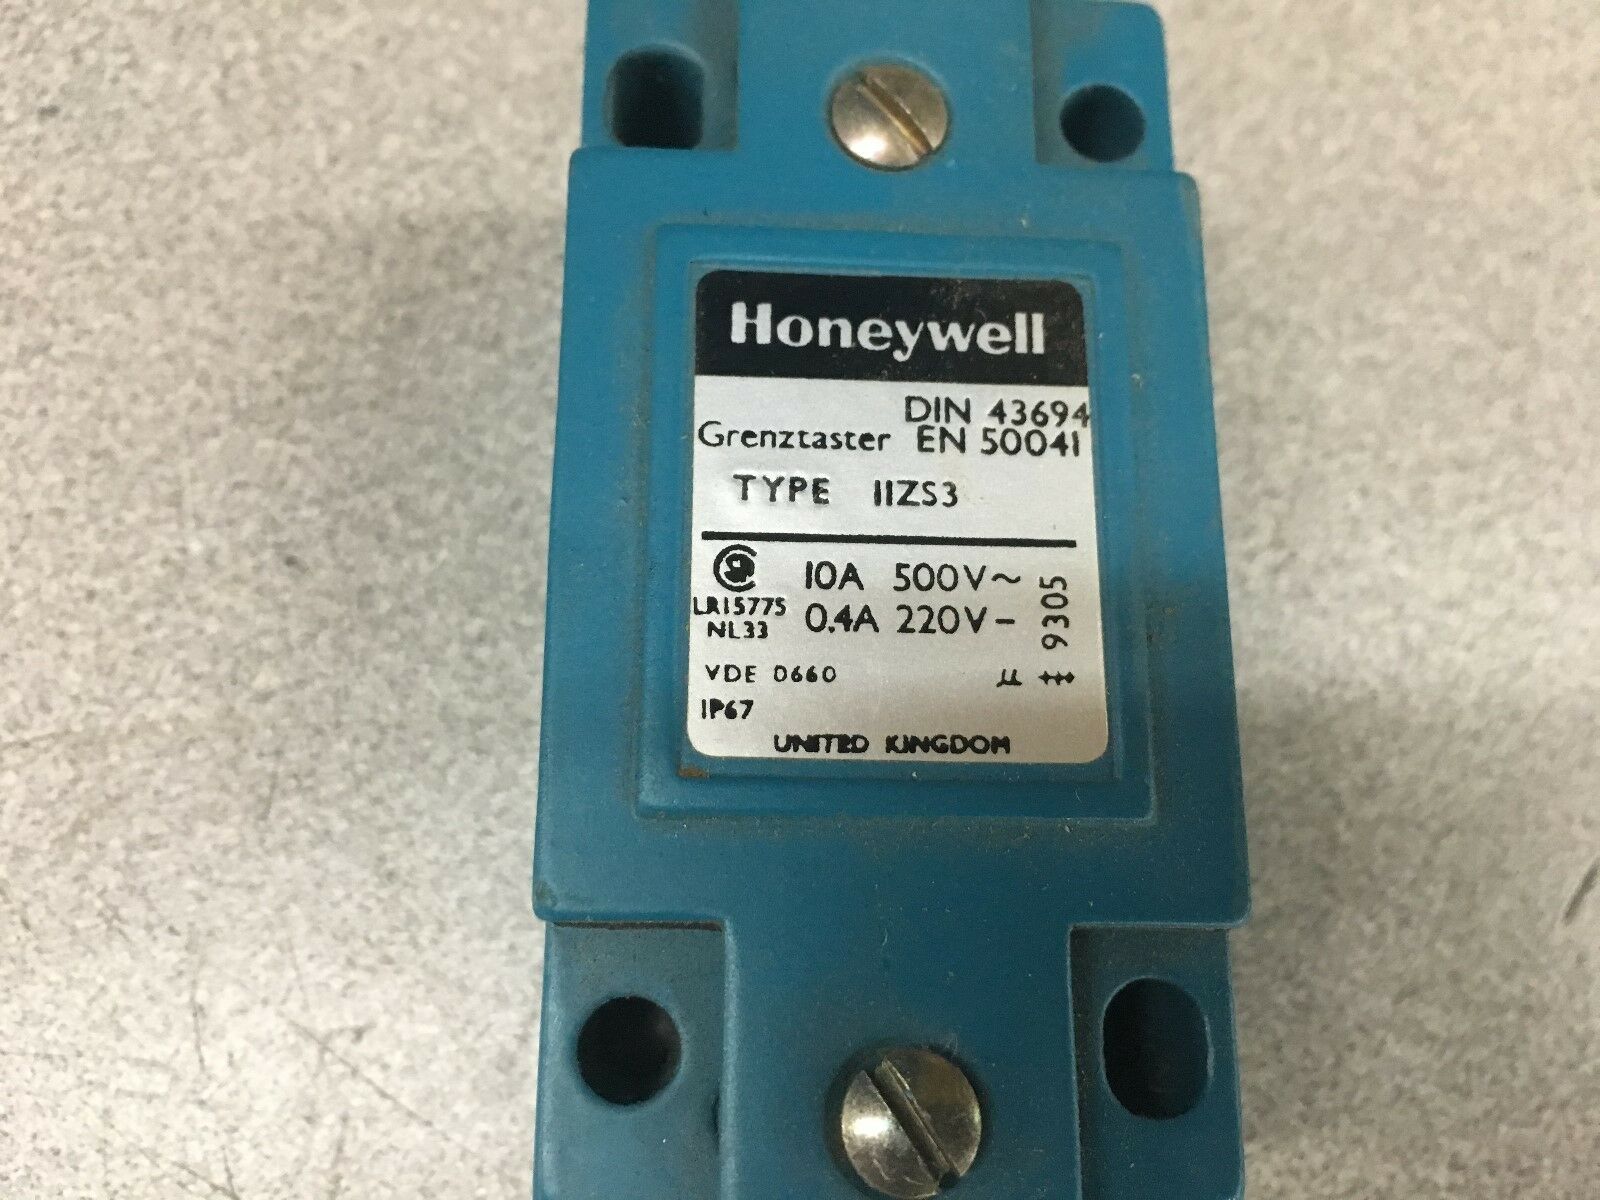 Honeywell
DIN 43694
Grenztaster EN 50041
TYPE 11ZS3
10A 500V~
LR15775
NL33
0.4A 220V-
9305
VDE 0660
µ
IP67
UNITED KINGDOM